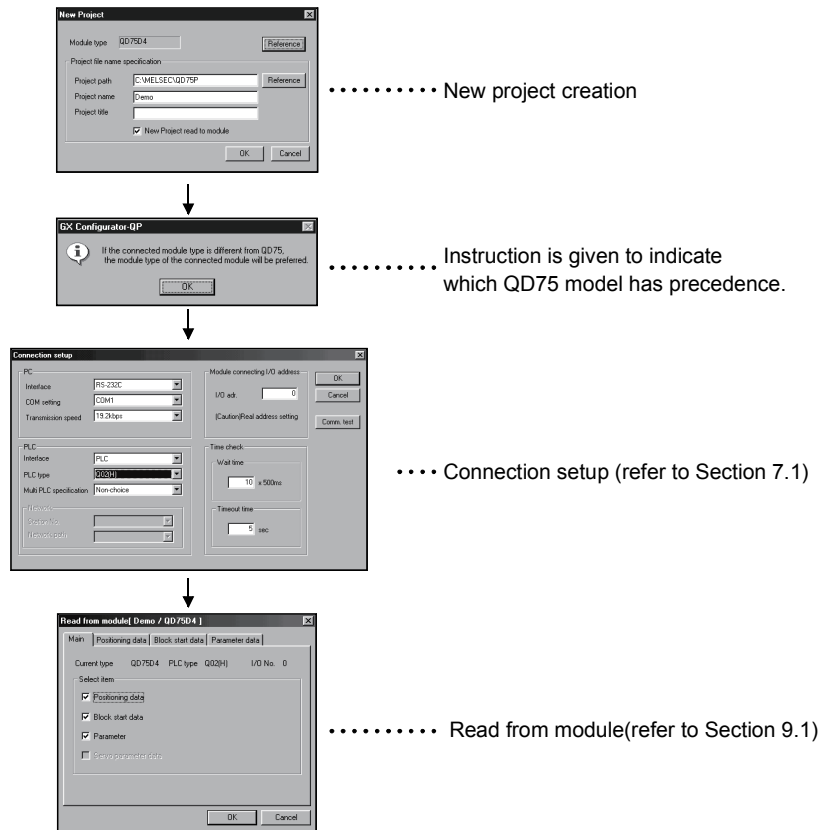 New Project
Module type QD75D4 Reference
Project file name specification
Project path C:\MELSEC\QD75P Reference
Project name Demo
Project title
New Project read to module
OK Cancel
New project creation
GX Configurator-QP
If the connected module type is different from QD75,
the module type of the connected module will be preferred.
OK
Instruction is given to indicate
which QD75 model has precedence.
Connection setup
PC
Interface RS-232C
COM setting COM1
Transmission speed 19.2kbps
Module connecting I/O address
I/O adr. 0
(Caution)Real address setting
OK
Cancel
Comm. test
PLC
Interface PLC
PLC type Q02(H)
Multi PLC specification Non-choice
Network
Station No.
Network path
Time check
Wait time
10 x 500ms
Timeout time
5 sec
Connection setup (refer to Section 7.1)
Read from module[ Demo / QD75D4 ]
Main Positioning data Block start data Parameter data
Current type QD75D4 PLC type Q02(H) I/O No. 0
Select item
Positioning data
Block start data
Parameter
Servo parameter data
OK Cancel
Read from module(refer to Section 9.1)